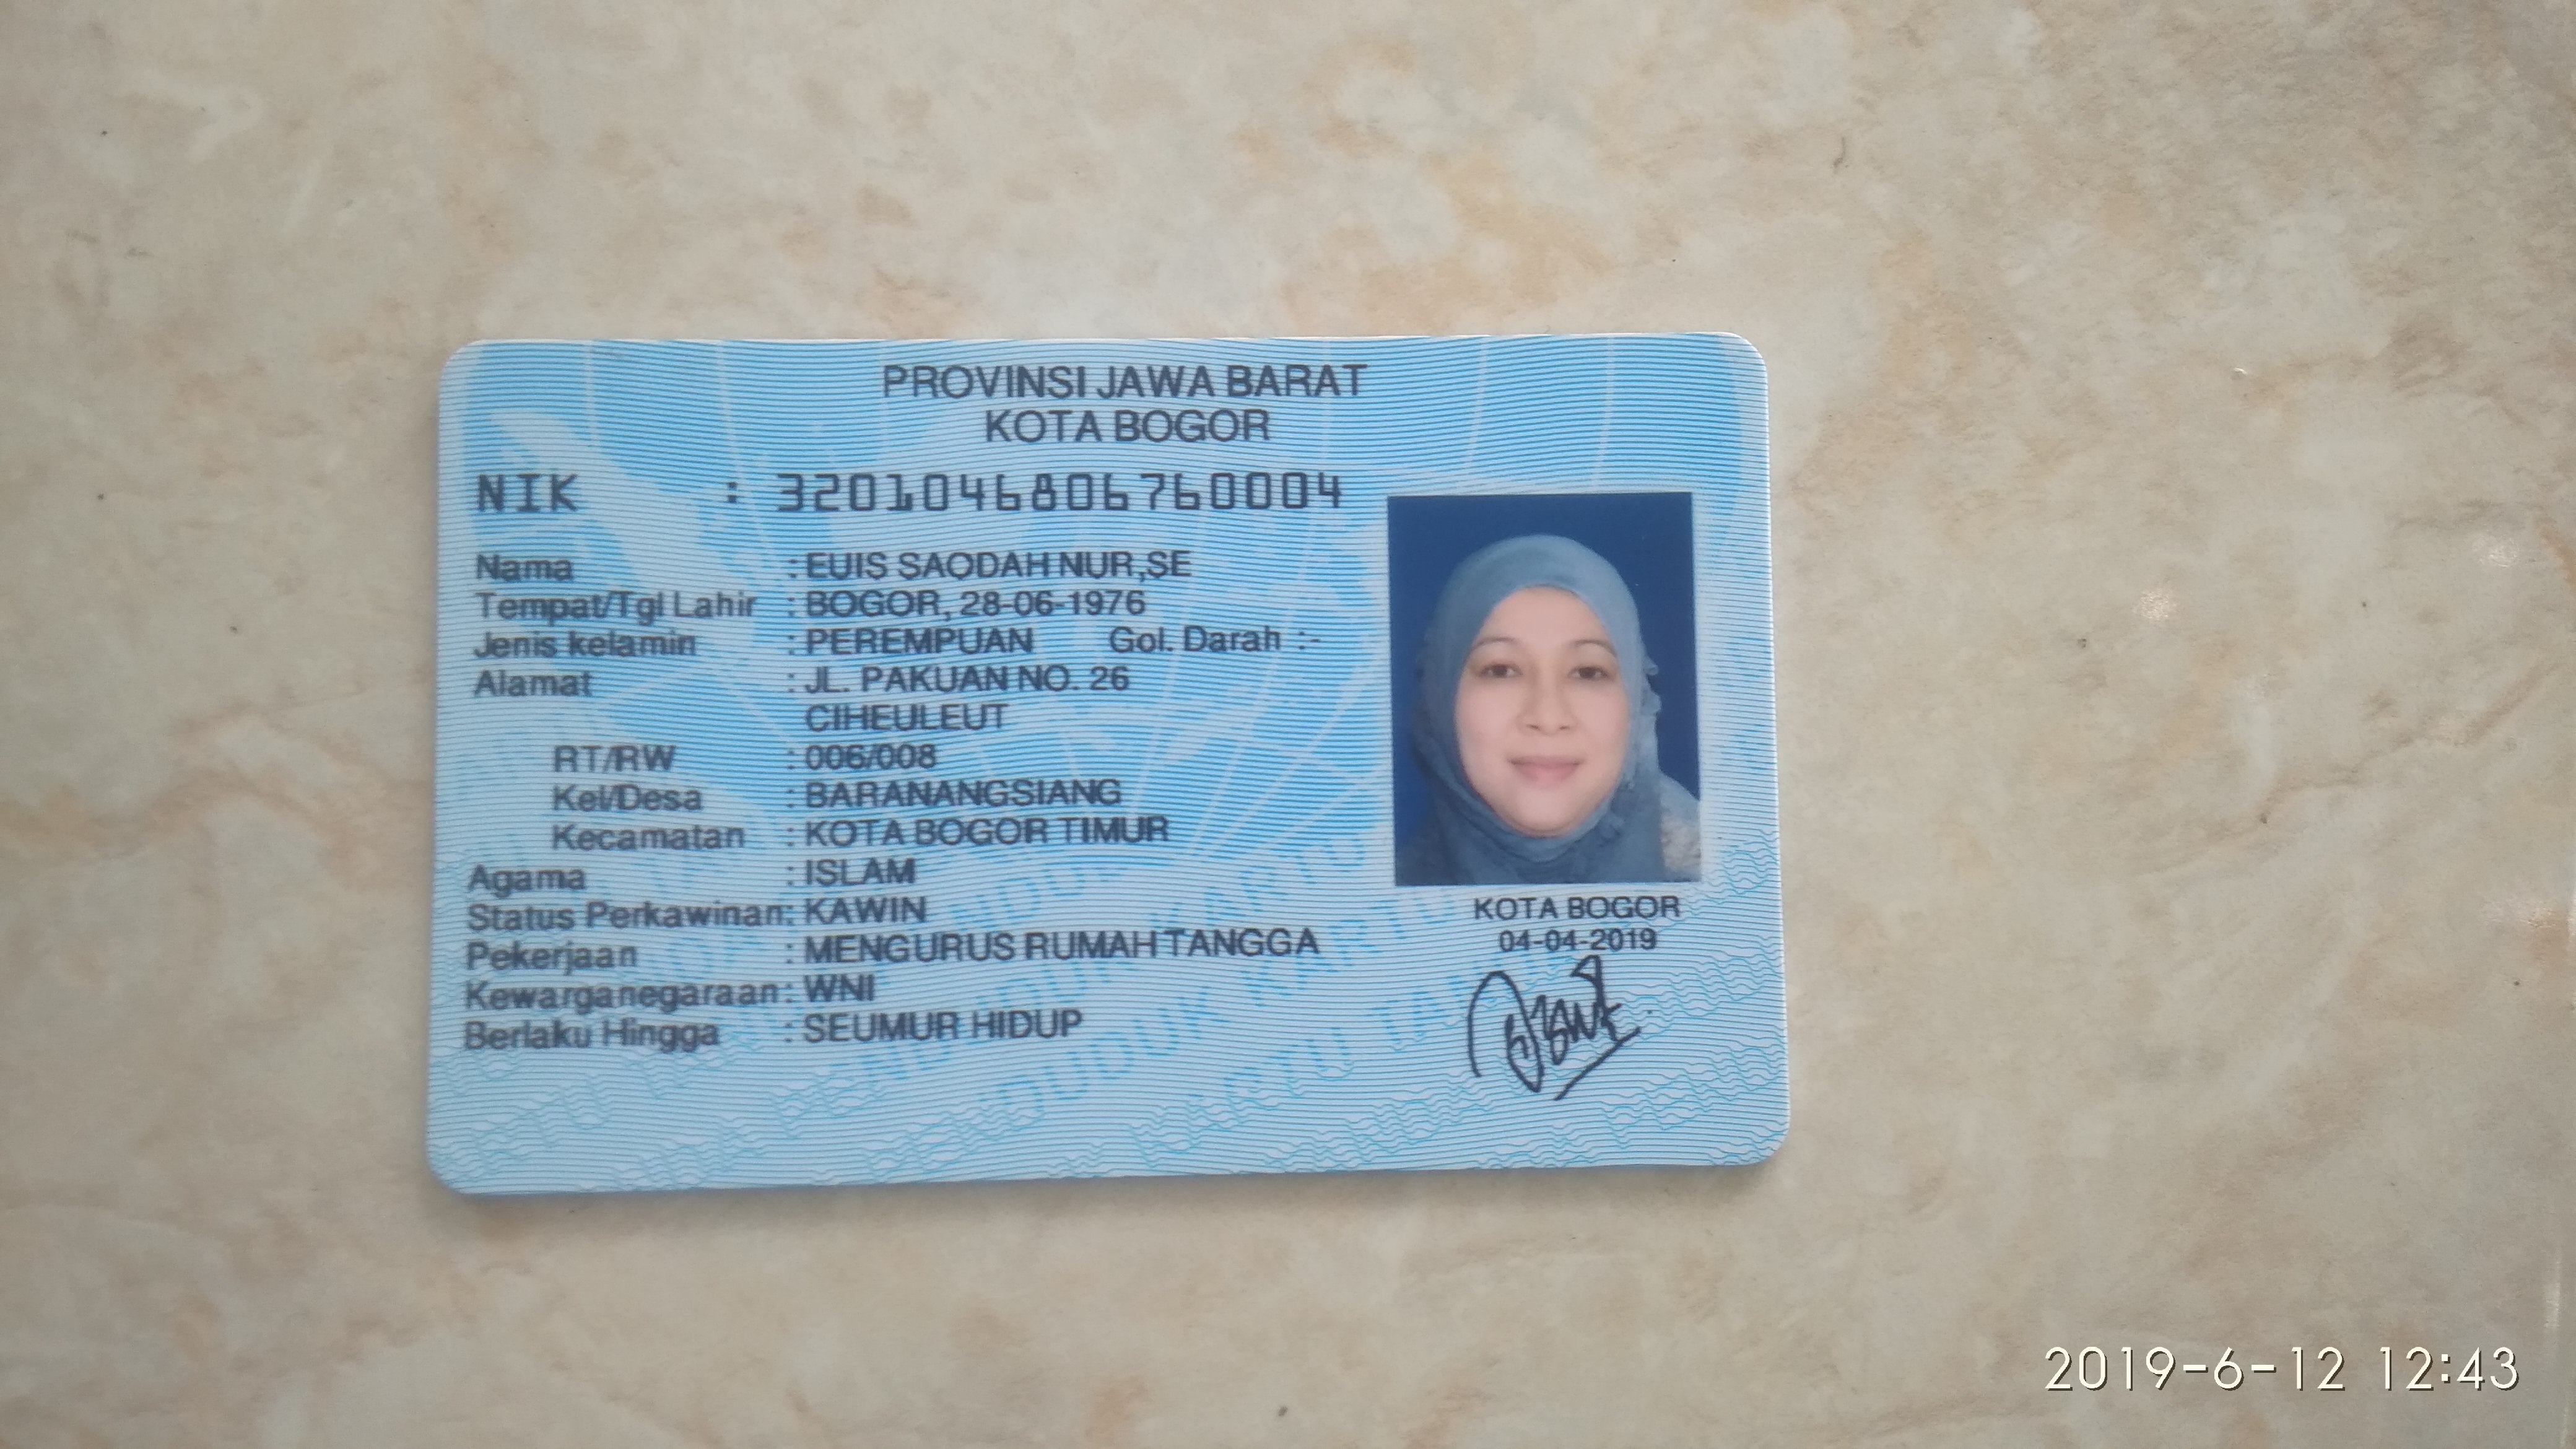 PROVINSI JAWA BARAT
KOTA BOGOR
NIK : 3201046806760004
Nama : EUIS SAODAH NUR,SE
Tempat/Tgl Lahir : BOGOR, 28-06-1976
Jenis kelamin : PEREMPUAN Gol. Darah :-
Alamat : JL. PAKUAN NO. 26
CIHEULEUT
RT/RW : 006/008
Kel/Desa : BARANANGSIANG
Kecamatan : KOTA BOGOR TIMUR
Agama : ISLAM
Status Perkawinan: KAWIN
Pekerjaan : MENGURUS RUMAH TANGGA
Kewarganegaraan: WNI
Berlaku Hingga : SEUMUR HIDUP
KOTA BOGOR
04-04-2019
2019-6-12 12:43